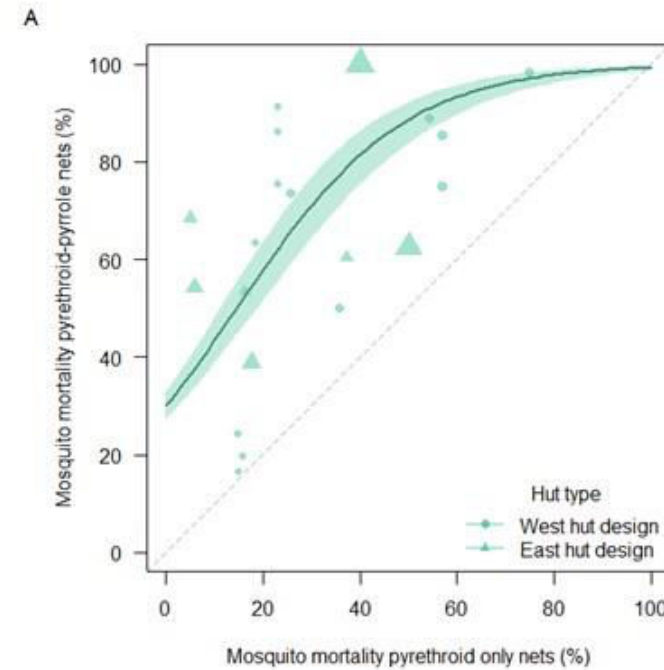 A
Mosquito mortality pyrethroid-pyrrole nets (%)
100
80
60
40
20
0
Hut type
West hut design
East hut design
0 20 40 60 80 100
Mosquito mortality pyrethroid only nets (%)